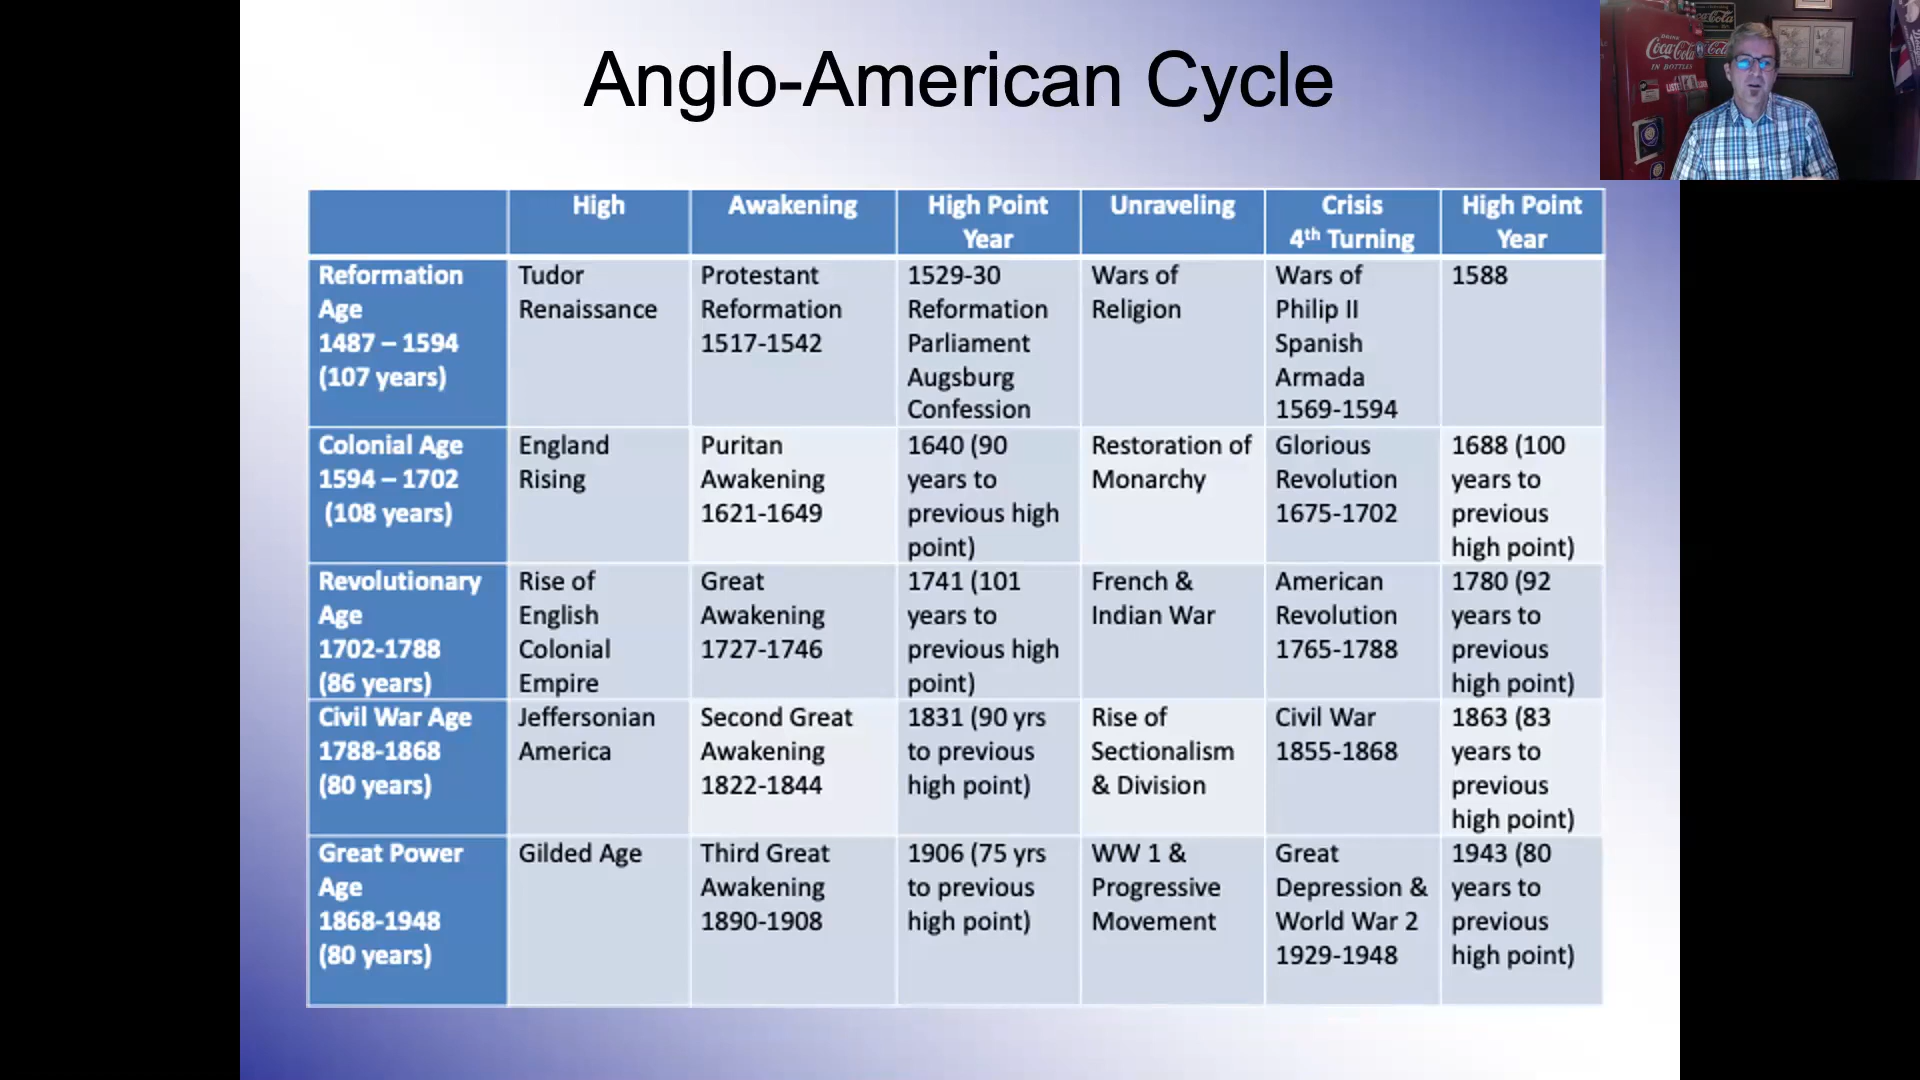 Anglo-American Cycle
High
Awakening
High Point
Year
Unraveling
Crisis
4th Turning
High Point
Year
Reformation
Age
1487 – 1594
(107 years)
Tudor
Renaissance
Protestant
Reformation
1517-1542
1529-30
Reformation
Parliament
Augsburg
Confession
Wars of
Religion
Wars of
Philip II
Spanish
Armada
1569-1594
1588
Colonial Age
1594 – 1702
(108 years)
England
Rising
Puritan
Awakening
1621-1649
1640 (90
years to
previous high
point)
Restoration of
Monarchy
Glorious
Revolution
1675-1702
1688 (100
years to
previous
high point)
Revolutionary
Age
1702-1788
(86 years)
Rise of
English
Colonial
Empire
Great
Awakening
1727-1746
1741 (101
years to
previous high
point)
French &
Indian War
American
Revolution
1765-1788
1780 (92
years to
previous
high point)
Civil War Age
1788-1868
(80 years)
Jeffersonian
America
Second Great
Awakening
1822-1844
1831 (90 yrs
to previous
high point)
Rise of
Sectionalism
& Division
Civil War
1855-1868
1863 (83
years to
previous
high point)
Great Power
Age
1868-1948
(80 years)
Gilded Age
Third Great
Awakening
1890-1908
1906 (75 yrs
to previous
high point)
WW 1 &
Progressive
Movement
Great
Depression &
World War 2
1929-1948
1943 (80
years to
previous
high point)
DRINK
Coca-Cola
IN BOTTLES